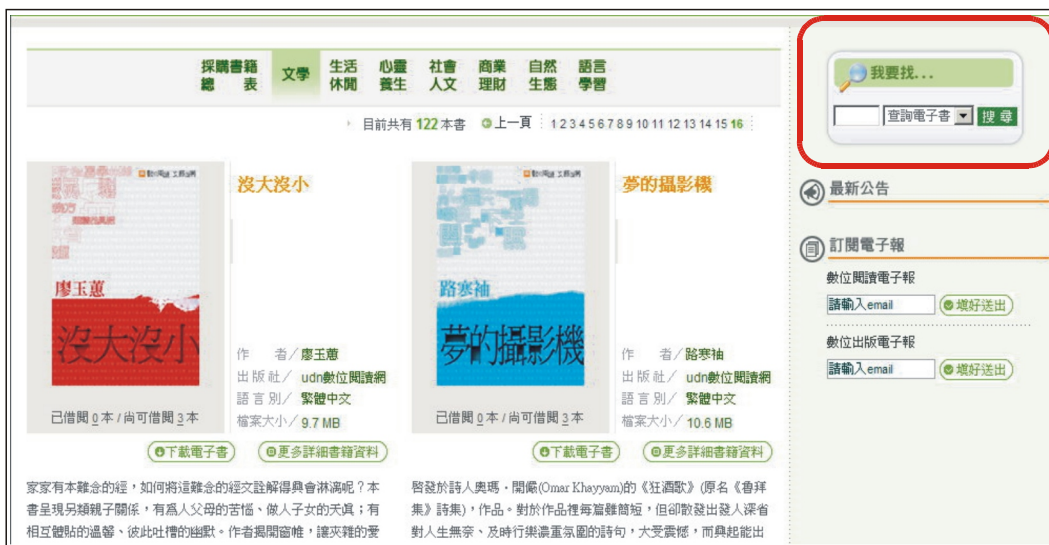 採購書籍總表 文學 生活休閒 心靈養生 社會人文 商業理財 自然生態 語言學習
目前共有 122 本書 上一頁 1 2 3 4 5 6 7 8 9 10 11 12 13 14 15 16
沒大沒小
廖玉蕙
沒大沒小
作 者／廖玉蕙
出版社／ udn數位閱讀網
語言別／ 繁體中文
檔案大小／ 9.7 MB
已借閱 0 本 / 尚可借閱 3 本
下載電子書 更多詳細書籍資料
家家有本難念的經，如何將這難念的經文詮解得興會淋漓呢？本
書呈現另類親子關係，有為人父母的苦惱、做人子女的天真；有
相互體貼的溫馨、彼此吐槽的幽默。作者揭開窗帷，讓夾雜的愛
夢的攝影機
路寒袖
夢的攝影機
作 者／路寒袖
出版社／ udn數位閱讀網
語言別／ 繁體中文
檔案大小／ 10.6 MB
已借閱 0 本 / 尚可借閱 3 本
下載電子書 更多詳細書籍資料
啓發於詩人奧瑪．開儼(Omar Khayyam)的《狂酒歌》(原名《魯拜
集》詩集)，作品。對於作品裡每篇雖簡短，但卻散發出發人深省
對人生無奈、及時行樂濃重氛圍的詩句，大受震憾，而興起能出
我要找...
查詢電子書 搜尋
最新公告
訂閱電子報
數位閱讀電子報
請輸入email 填好送出
數位出版電子報
請輸入email 填好送出